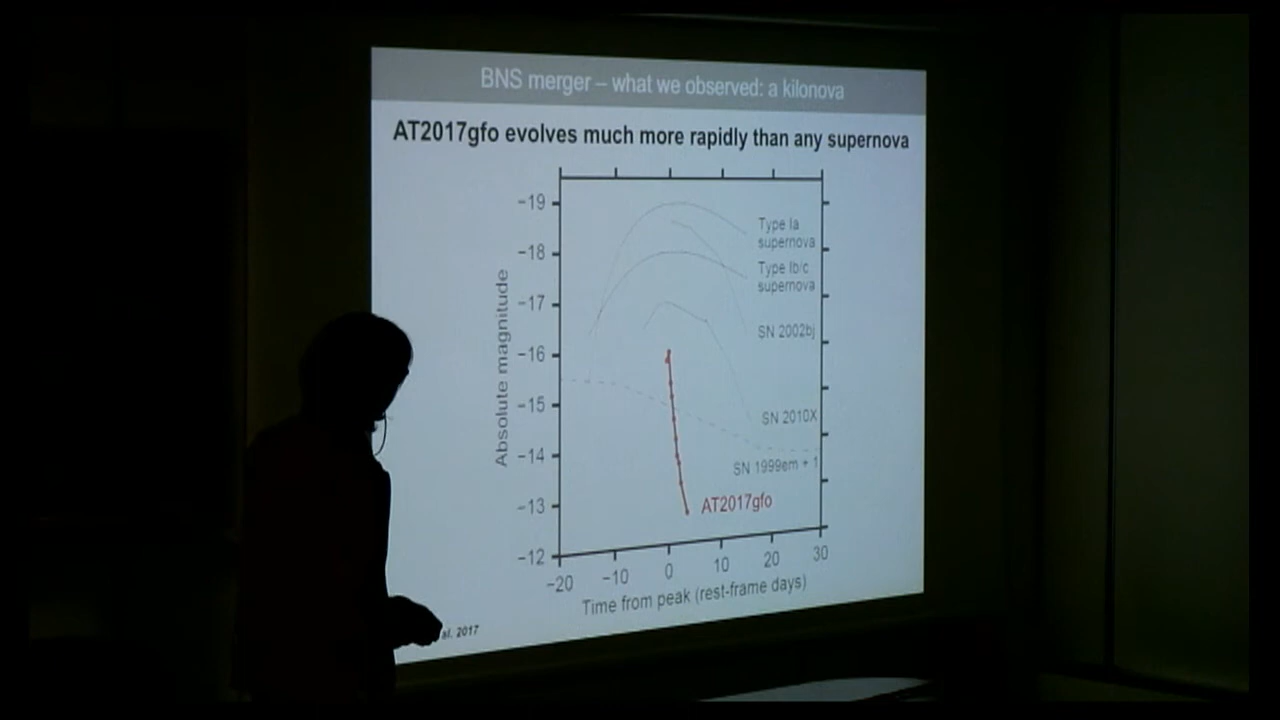 BNS merger – what we observed: a kilonova
AT2017gfo evolves much more rapidly than any supernova
−19
−18
−17
−16
−15
−14
−13
−12
Absolute magnitude
Type Ia
supernova
Type Ib/c
supernova
SN 2002bj
SN 2010X
SN 1999em + 1
AT2017gfo
−20
−10
0
10
20
30
Time from peak (rest-frame days)
al. 2017